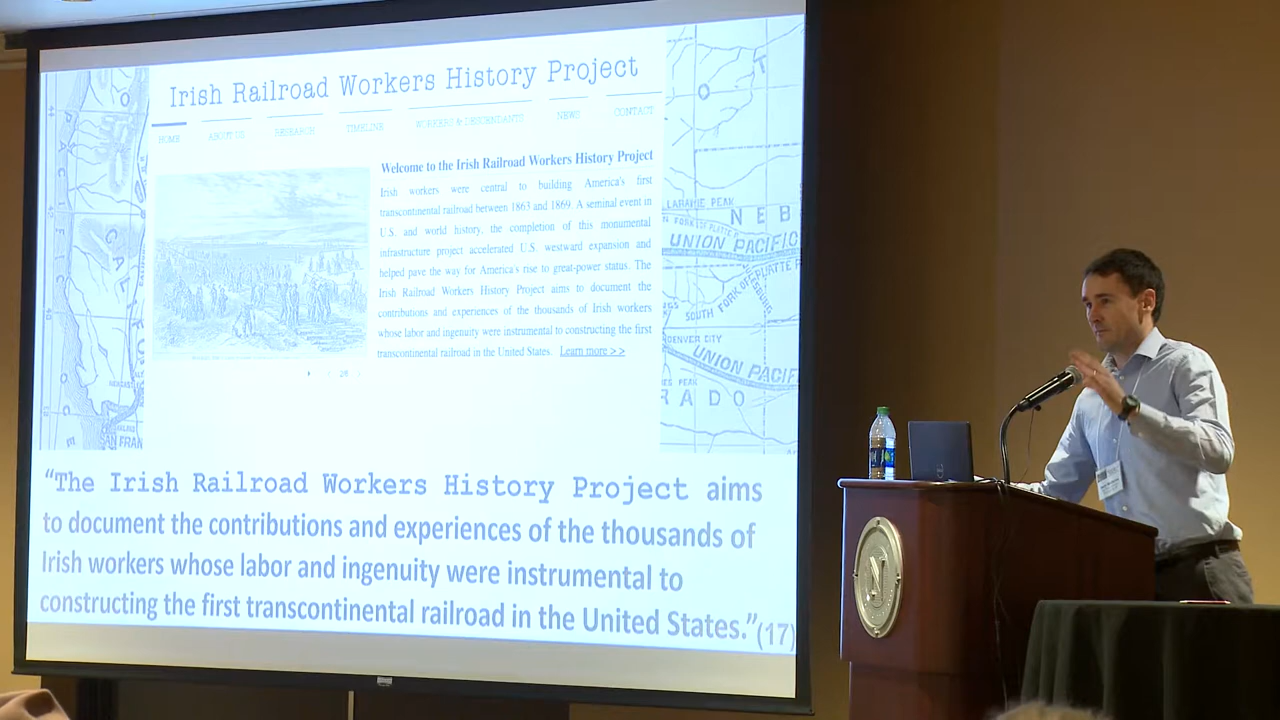 Irish Railroad Workers History Project
HOME ABOUT US RESEARCH TIMELINE WORKERS & DESCENDANTS NEWS CONTACT
Welcome to the Irish Railroad Workers History Project
Irish workers were central to building America's first
transcontinental railroad between 1863 and 1869. A seminal event in
U.S. and world history, the completion of this monumental
infrastructure project accelerated U.S. westward expansion and
helped pave the way for America's rise to great-power status. The
Irish Railroad Workers History Project aims to document the
contributions and experiences of the thousands of Irish workers
whose labor and ingenuity were instrumental to constructing the first
transcontinental railroad in the United States. Learn more >>
LARAMIE PEAK
NEB
UNION PACIFIC
SOUTH FORK OF PLATTE R
DENVER CITY
UNION PACIF
PEAK
RADO
CAL
SAN FRAN
"The Irish Railroad Workers History Project aims
to document the contributions and experiences of the thousands of
Irish workers whose labor and ingenuity were instrumental to
constructing the first transcontinental railroad in the United States."(17)
N